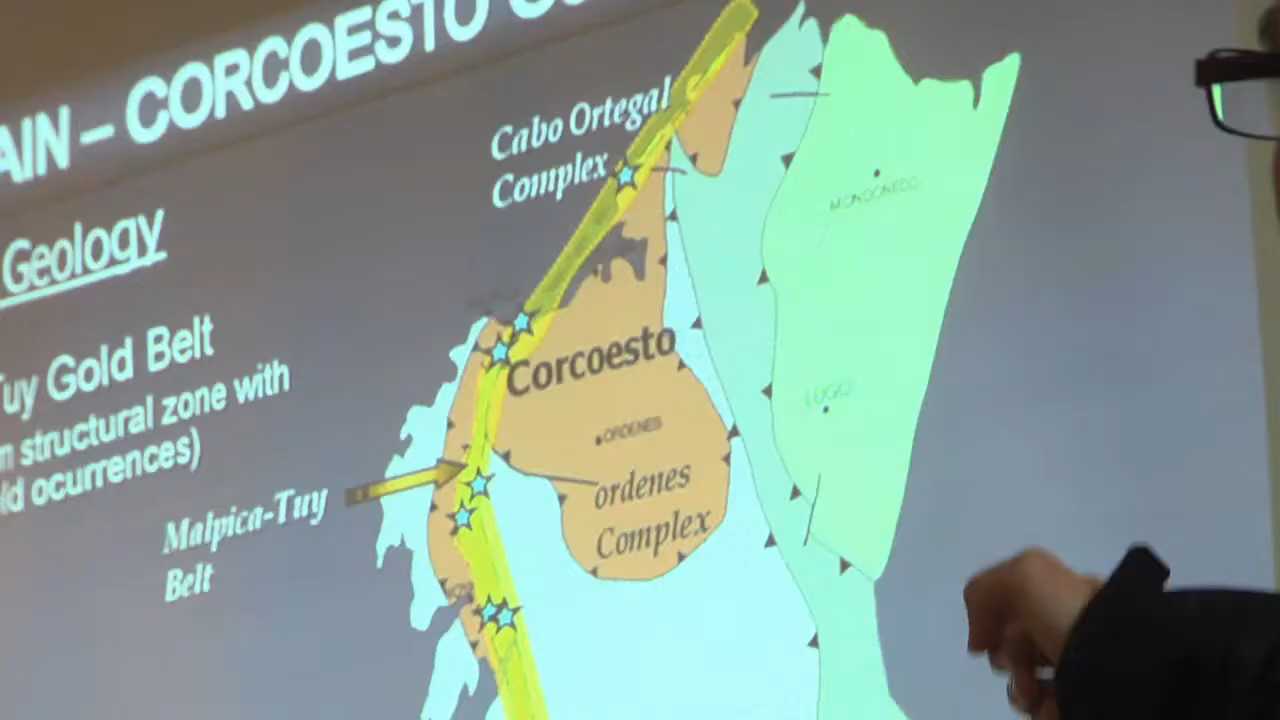 AIN – CORCOESTO
Geology
Tuy Gold Belt
n structural zone with
ld ocurrences)
Malpica-Tuy
Belt
Cabo Ortegal
Complex
Corcoesto
ORDENES
ordenes
Complex
MONDONEDO
LUGO